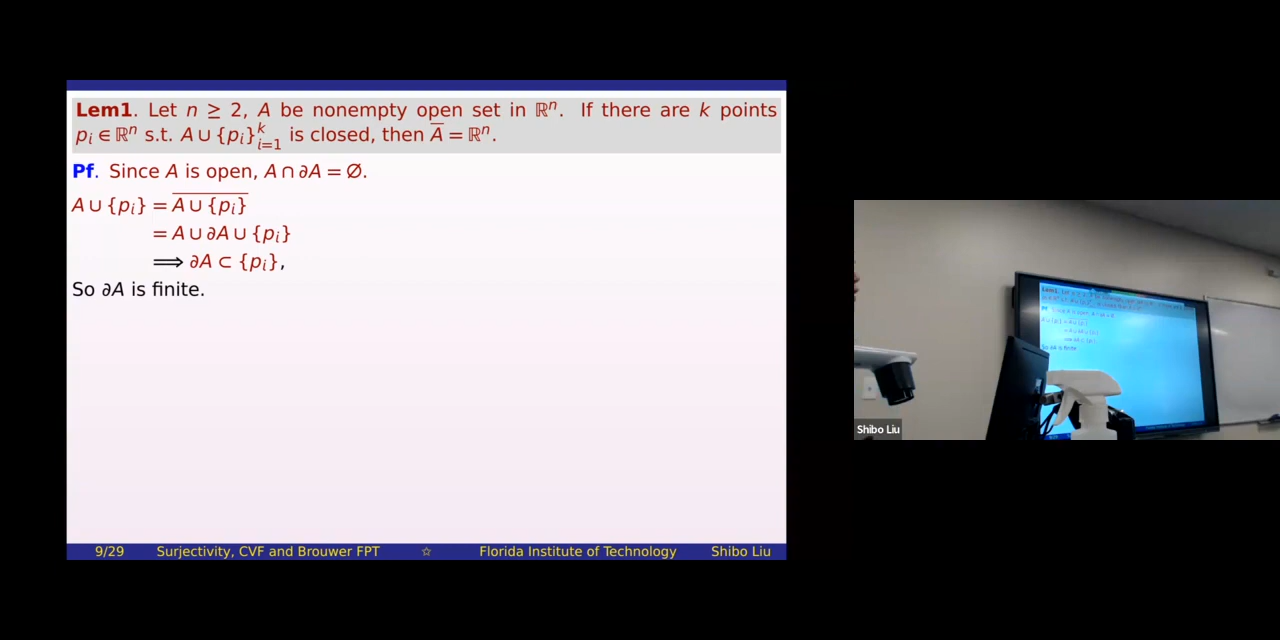 Lem1. Let n ≥ 2, A be nonempty open set in ℝⁿ. If there are k points
pᵢ ∈ ℝⁿ s.t. A ∪ {pᵢ}ᵏᵢ₌₁ is closed, then A̅ = ℝⁿ.
Pf. Since A is open, A ∩ ∂A = ∅.
A ∪ {pᵢ} = \overline{A ∪ {pᵢ}}
= A ∪ ∂A ∪ {pᵢ}
⟹ ∂A ⊂ {pᵢ},
So ∂A is finite.
9/29 Surjectivity, CVF and Brouwer FPT ☆ Florida Institute of Technology Shibo Liu
Shibo Liu